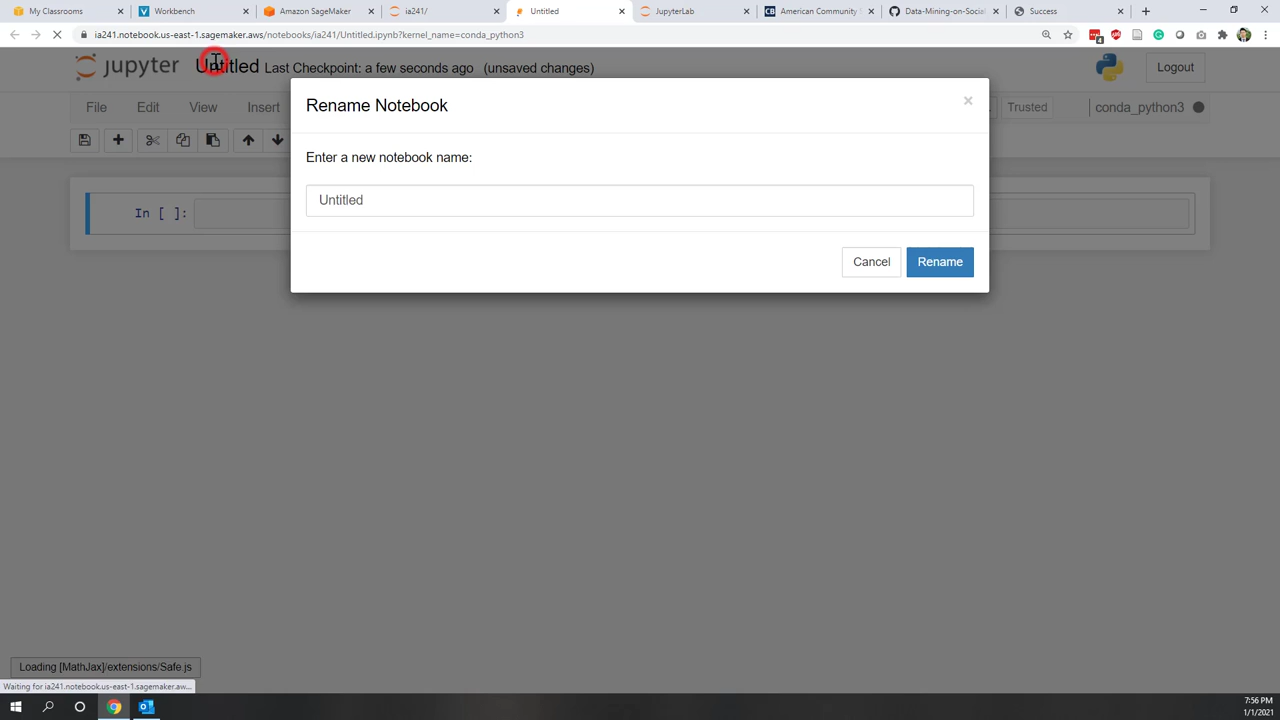 My Classrooms
Workbench
Amazon SageMaker
ia241/
Untitled
JupyterLab
American Community
Data-Mining-on-Social
Success
ia241.notebook.us-east-1.sagemaker.aws/notebooks/ia241/Untitled.ipynb?kernel_name=conda_python3
4
jupyter Untitled Last Checkpoint: a few seconds ago (unsaved changes)
Logout
Rename Notebook
×
File Edit View Insert
Trusted
conda_python3
Enter a new notebook name:
Untitled
In [ ]:
Cancel
Rename
Loading [MathJax]/extensions/Safe.js
Waiting for ia241.notebook.us-east-1.sagemaker.aw...
7:56 PM
1/1/2021